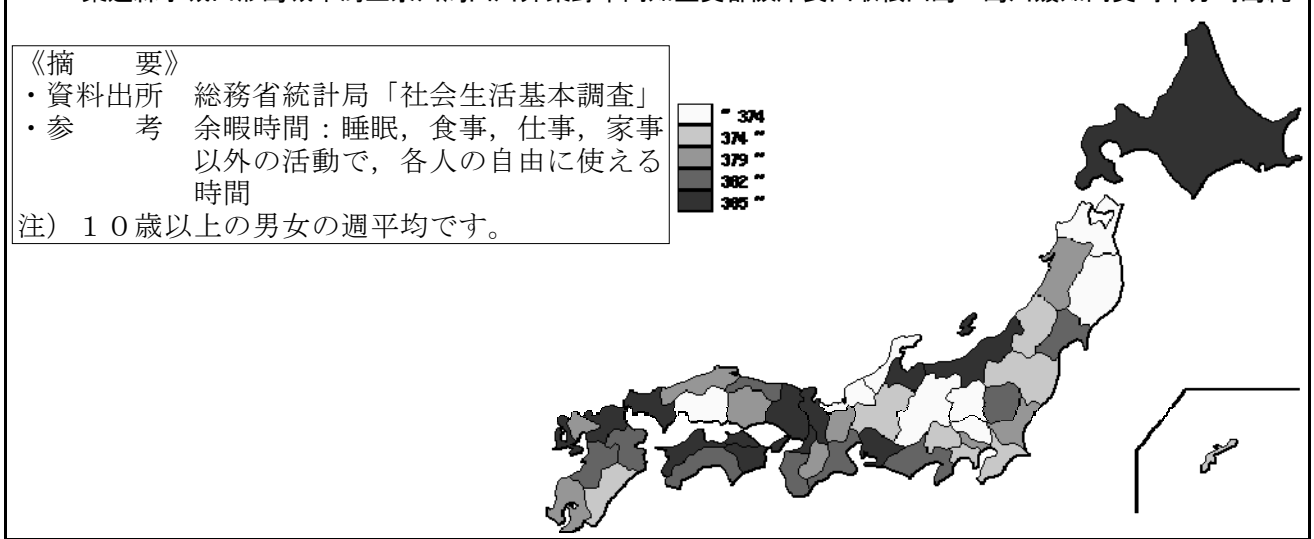 《摘　　要》
・資料出所　総務省統計局「社会生活基本調査」
・参　　考　余暇時間：睡眠，食事，仕事，家事
以外の活動で，各人の自由に使える
時間
注）１０歳以上の男女の週平均です。
~ 374
374 ~
379 ~
382 ~
385 ~